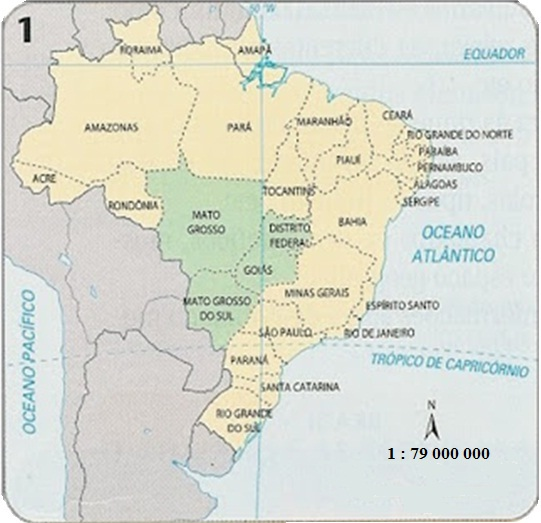 1
50° W
RORAIMA
AMAPÁ
EQUADOR
AMAZONAS
PARÁ
MARANHÃO
CEARÁ
RIO GRANDE DO NORTE
PARAÍBA
PIAUÍ
PERNAMBUCO
ACRE
ALAGOAS
TOCANTINS
SERGIPE
RONDÔNIA
MATO
GROSSO
BAHIA
DISTRITO
FEDERAL
OCEANO
ATLÂNTICO
GOIÁS
MATO GROSSO
DO SUL
MINAS GERAIS
ESPÍRITO SANTO
SÃO PAULO
RIO DE JANEIRO
OCEANO PACÍFICO
PARANÁ
TRÓPICO DE CAPRICÓRNIO
SANTA CATARINA
RIO GRANDE
DO SUL
N
1 : 79 000 000